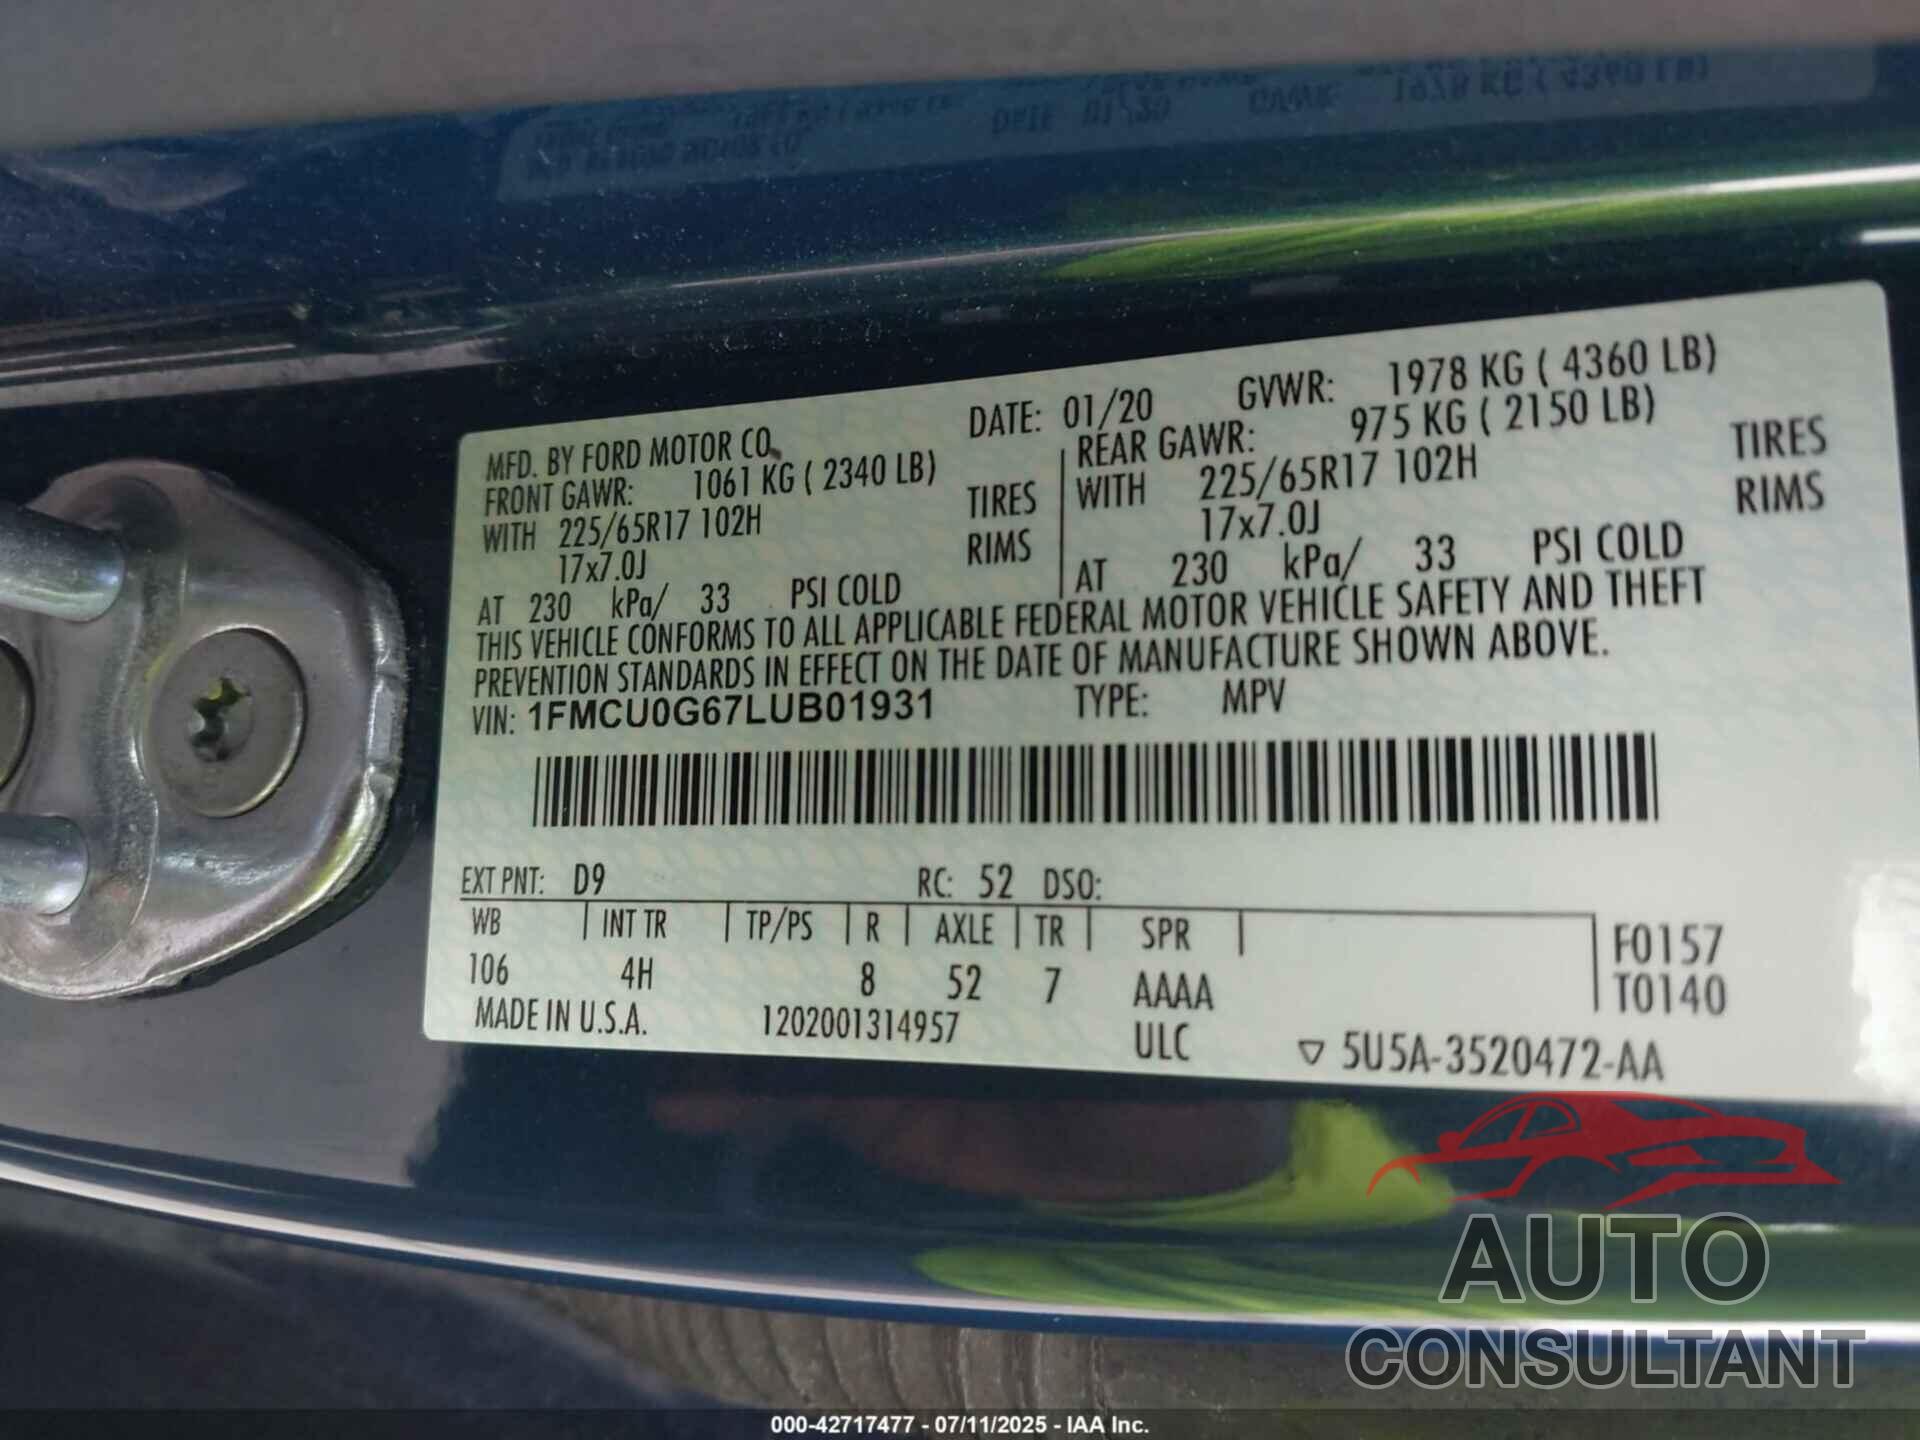 MFD. BY FORD MOTOR CO. DATE: 01/20 GVWR: 1978 KG ( 4360 LB)
FRONT GAWR: 1061 KG ( 2340 LB) REAR GAWR: 975 KG ( 2150 LB)
WITH 225/65R17 102H TIRES WITH 225/65R17 102H TIRES
17x7.0J RIMS 17x7.0J RIMS
AT 230 kPa/ 33 PSI COLD AT 230 kPa/ 33 PSI COLD
THIS VEHICLE CONFORMS TO ALL APPLICABLE FEDERAL MOTOR VEHICLE SAFETY AND THEFT
PREVENTION STANDARDS IN EFFECT ON THE DATE OF MANUFACTURE SHOWN ABOVE.
VIN: 1FMCU0G67LUB01931 TYPE: MPV
EXT PNT: D9 RC: 52 DSO:
WB INT TR TP/PS R AXLE TR SPR F0157
106 4H 8 52 7 AAAA T0140
MADE IN U.S.A. 1202001314957 ULC ▽ 5U5A-3520472-AA
AUTO
CONSULTANT
000-42717477 - 07/11/2025 - IAA Inc.